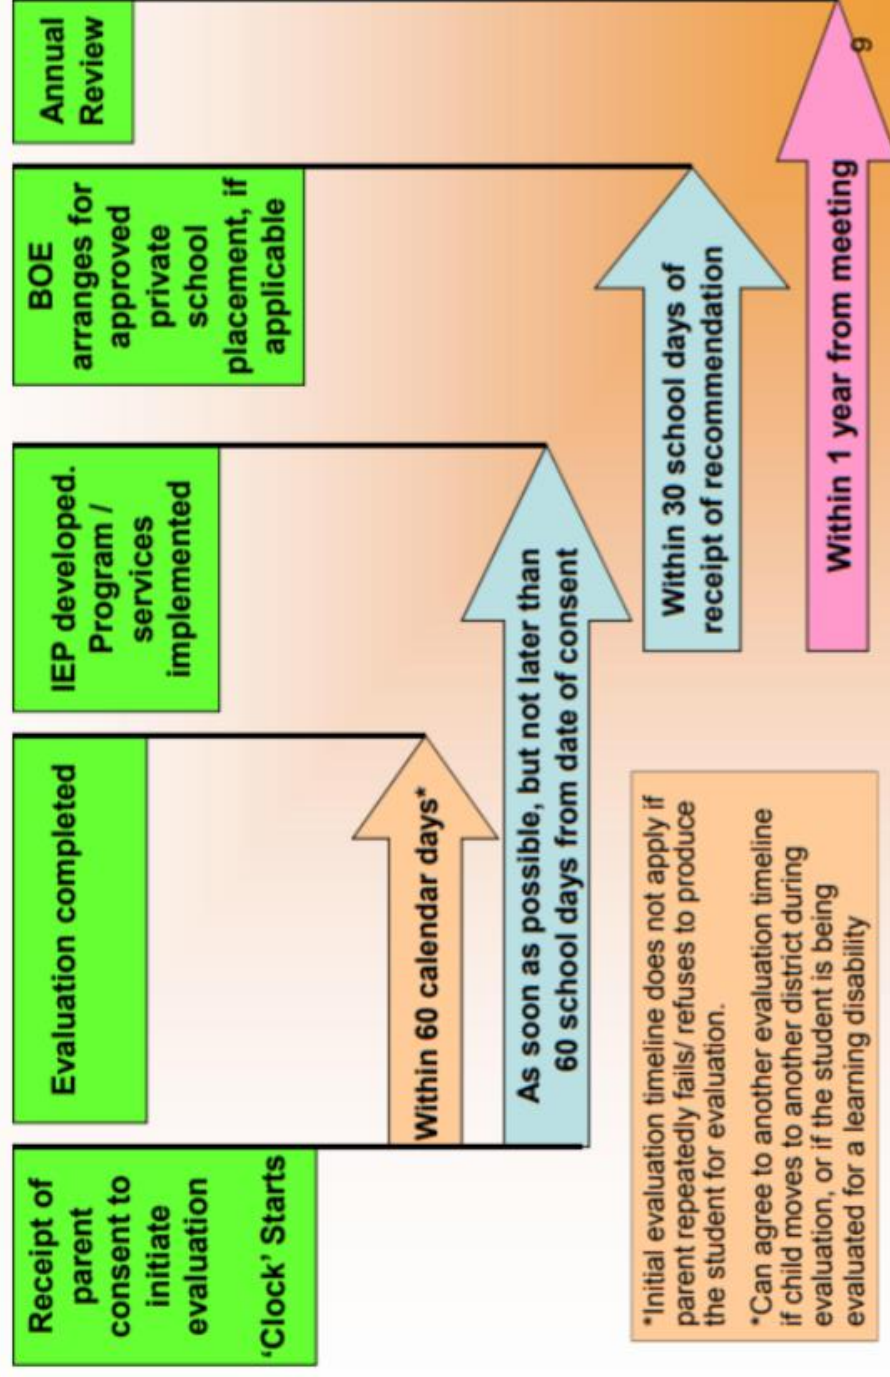 Receipt of
parent
consent to
initiate
evaluation
‘Clock’ Starts
Evaluation completed
IEP developed.
Program /
services
implemented
BOE
arranges for
approved
private
school
placement, if
applicable
Annual
Review
Within 60 calendar days*
As soon as possible, but not later than
60 school days from date of consent
Within 30 school days of
receipt of recommendation
Within 1 year from meeting
*Initial evaluation timeline does not apply if
parent repeatedly fails/ refuses to produce
the student for evaluation.
*Can agree to another evaluation timeline
if child moves to another district during
evaluation, or if the student is being
evaluated for a learning disability
9